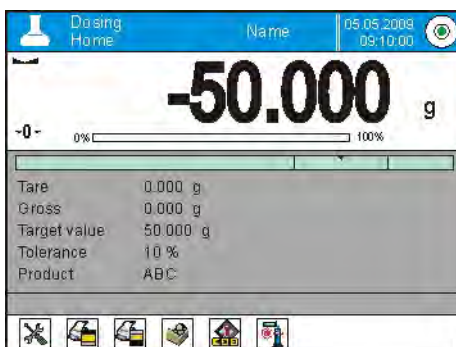 Dosing Name 05.05.2009
Home 09:10:00
-50.000 g
-0- 0% 100%
Tare 0.000 g
Gross 0.000 g
Target value 50.000 g
Tolerance 10 %
Product ABC